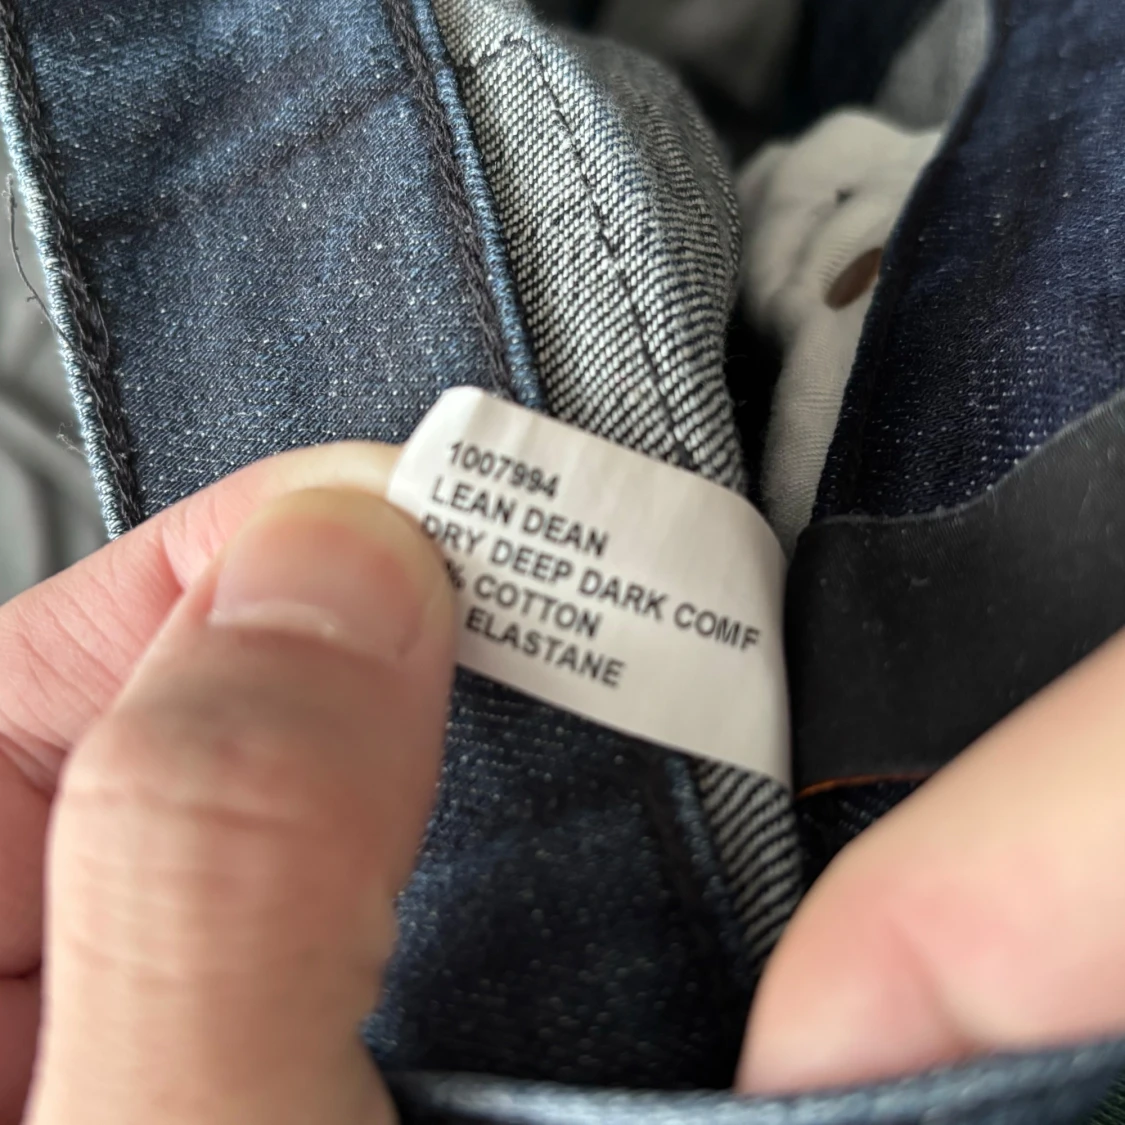 1007994
LEAN DEAN
DRY DEEP DARK COMF
% COTTON
ELASTANE